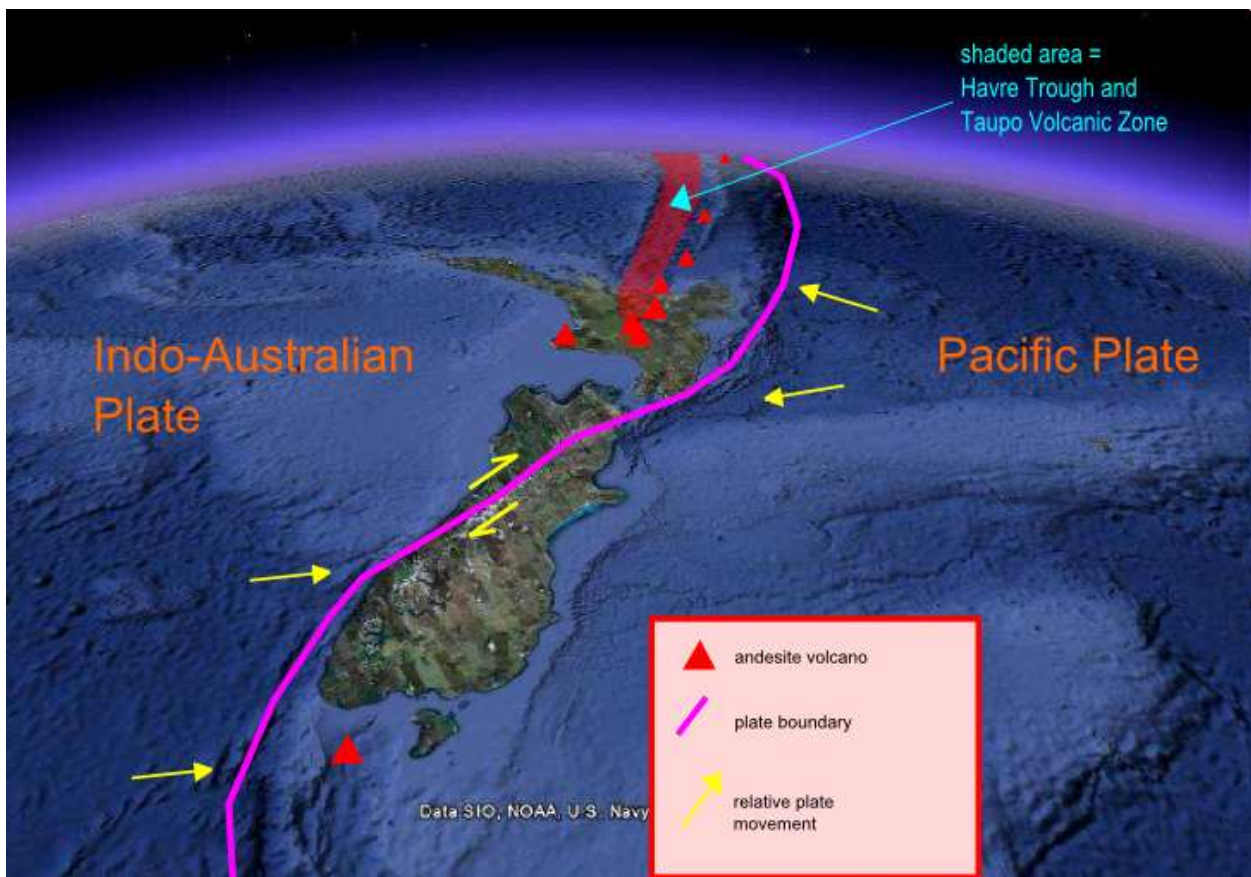 shaded area =
Havre Trough and
Taupo Volcanic Zone
Indo-Australian
Plate
Pacific Plate
andesite volcano
plate boundary
relative plate
movement
Data SIO, NOAA, U.S. Navy